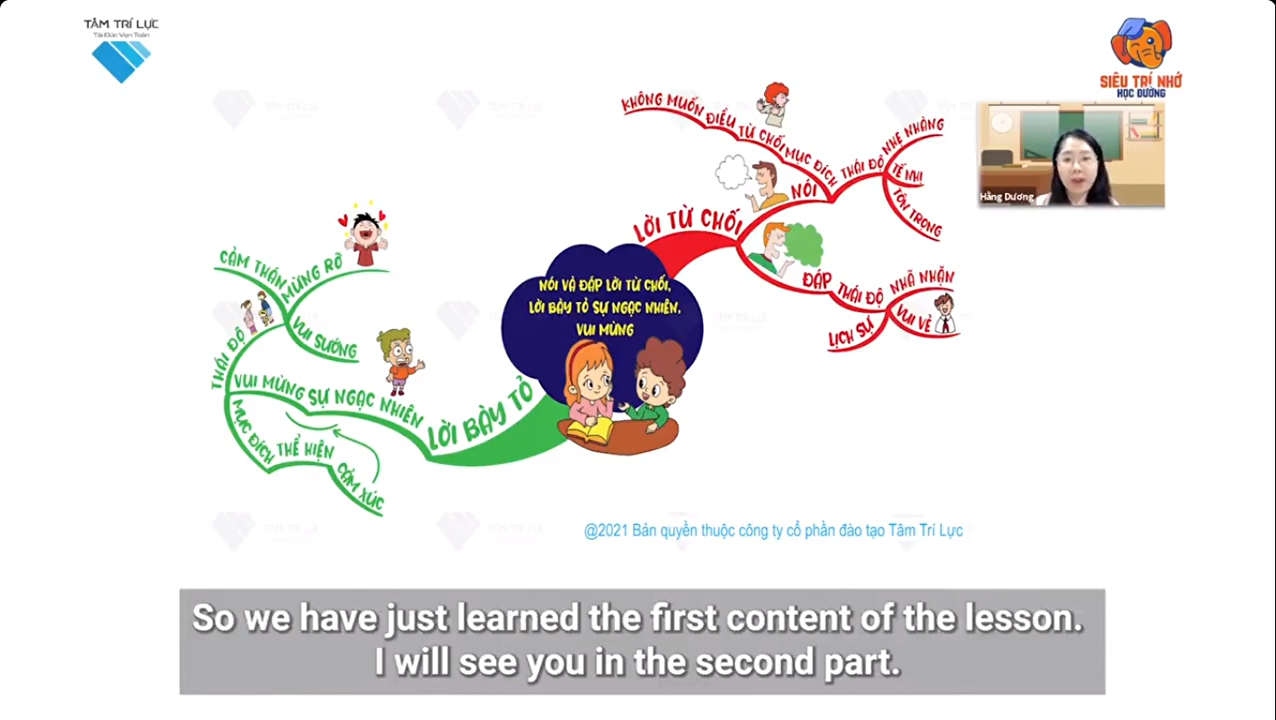 TÂM TRÍ LỰC
Tài Đức Vẹn Toàn
SIÊU TRÍ NHỚ
HỌC ĐƯỜNG
Hằng Dương
NÓI VÀ ĐÁP LỜI TỪ CHỐI,
LỜI BÀY TỎ SỰ NGẠC NHIÊN,
VUI MỪNG
LỜI TỪ CHỐI
NÓI
MỤC ĐÍCH
TỪ CHỐI
ĐIỀU
KHÔNG MUỐN
THÁI ĐỘ
NHẸ NHÀNG
TẾ NHỊ
TÔN TRỌNG
ĐÁP
THÁI ĐỘ
NHÃ NHẶN
VUI VẺ
LỊCH SỰ
LỜI BÀY TỎ
SỰ NGẠC NHIÊN
VUI MỪNG
MỤC ĐÍCH
THỂ HIỆN
CẢM XÚC
THÁI ĐỘ
VUI SƯỚNG
MỪNG RỠ
CẢM THÁN
@2021 Bản quyền thuộc công ty cổ phần đào tạo Tâm Trí Lực
So we have just learned the first content of the lesson.
I will see you in the second part.